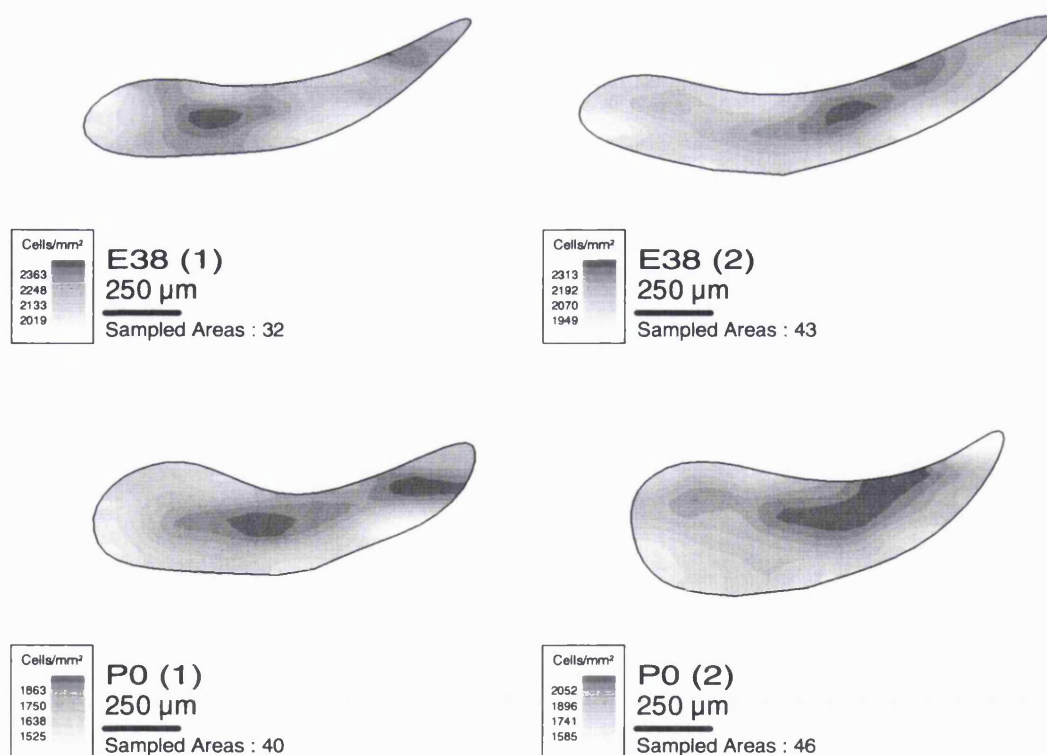 Cells/mm²
2363
2248
2133
2019
E38 (1)
250 µm
Sampled Areas : 32
Cells/mm²
2313
2192
2070
1949
E38 (2)
250 µm
Sampled Areas : 43
Cells/mm²
1863
1750
1638
1525
P0 (1)
250 µm
Sampled Areas : 40
Cells/mm²
2052
1896
1741
1585
P0 (2)
250 µm
Sampled Areas : 46